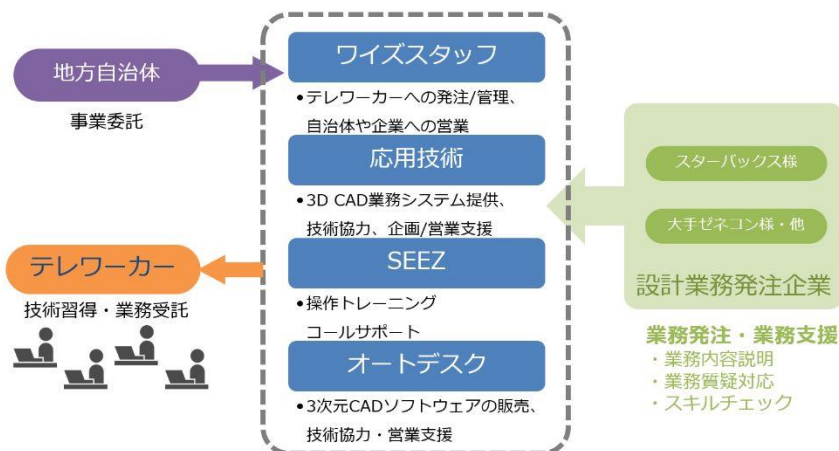 地方自治体
事業委託
テレワーカー
技術習得・業務受託
ワイズスタッフ
•テレワーカーへの発注/管理、
自治体や企業への営業
応用技術
•3D CAD業務システム提供、
技術協力、企画/営業支援
SEEZ
•操作トレーニング
コールサポート
オートデスク
•3次元CADソフトウェアの販売、
技術協力・営業支援
スターバックス様
大手ゼネコン様・他
設計業務発注企業
業務発注・業務支援
・業務内容説明
・業務質疑対応
・スキルチェック